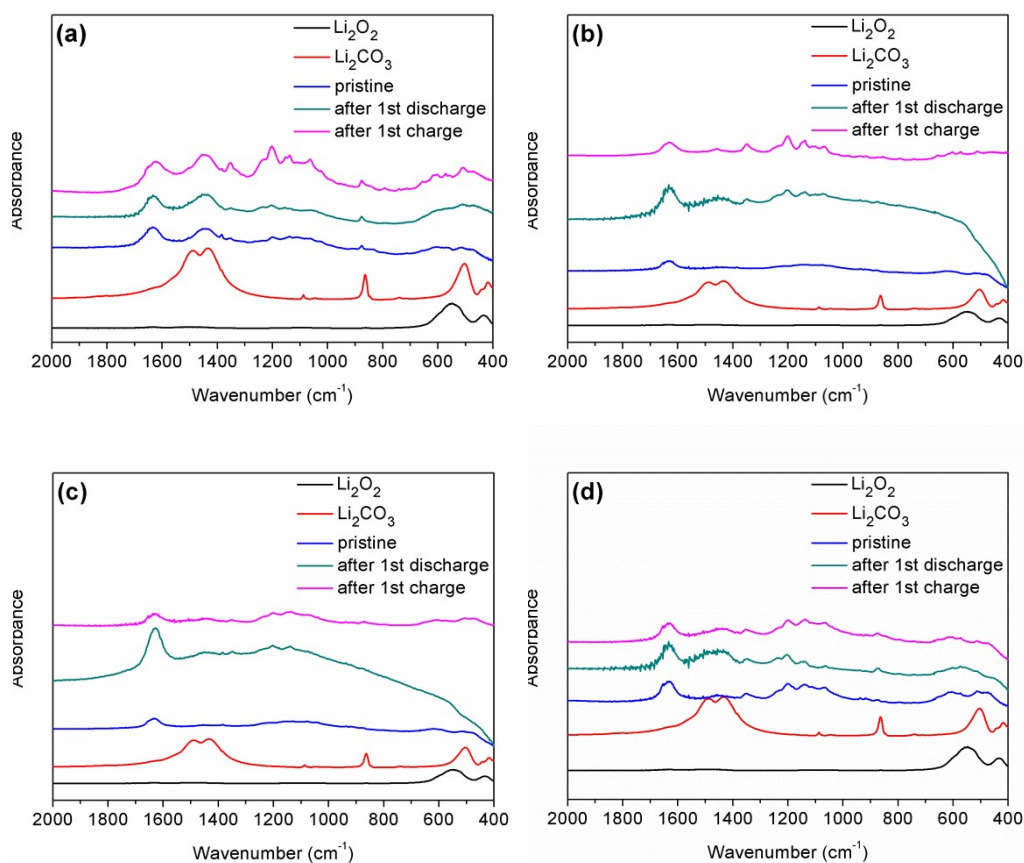 (a)
Li₂O₂
Li₂CO₃
pristine
after 1st discharge
after 1st charge
Absorbance
2000 1800 1600 1400 1200 1000 800 600 400
Wavenumber (cm⁻¹)
(b)
Li₂O₂
Li₂CO₃
pristine
after 1st discharge
after 1st charge
Absorbance
2000 1800 1600 1400 1200 1000 800 600 400
Wavenumber (cm⁻¹)
(c)
Li₂O₂
Li₂CO₃
pristine
after 1st discharge
after 1st charge
Absorbance
2000 1800 1600 1400 1200 1000 800 600 400
Wavenumber (cm⁻¹)
(d)
Li₂O₂
Li₂CO₃
pristine
after 1st discharge
after 1st charge
Absorbance
2000 1800 1600 1400 1200 1000 800 600 400
Wavenumber (cm⁻¹)